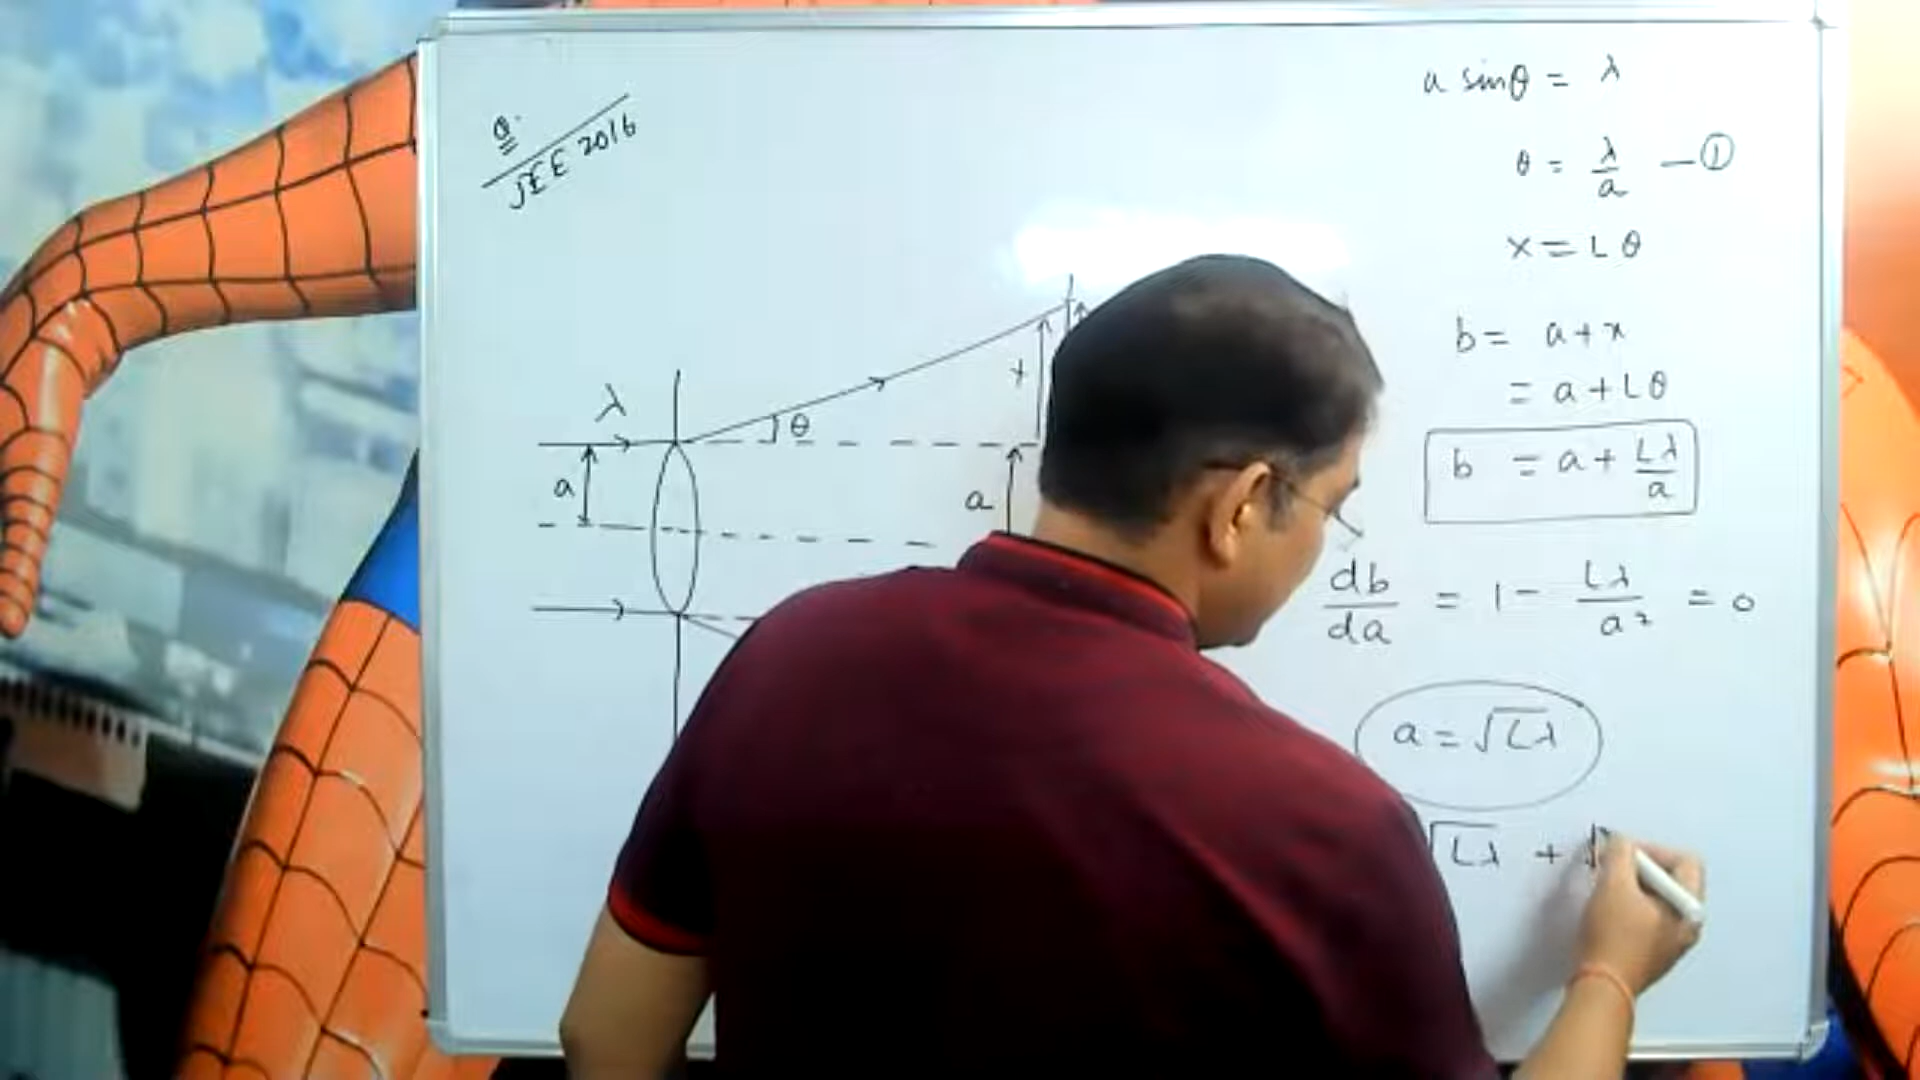 Q.
JEE 2016
λ
θ
x
a
a
a sinθ = λ
θ = λ/a —①
x = Lθ
b = a + x
= a + Lθ
b = a + Lλ/a
db/da = 1 - Lλ/a² = 0
a = √Lλ
√Lλ + √